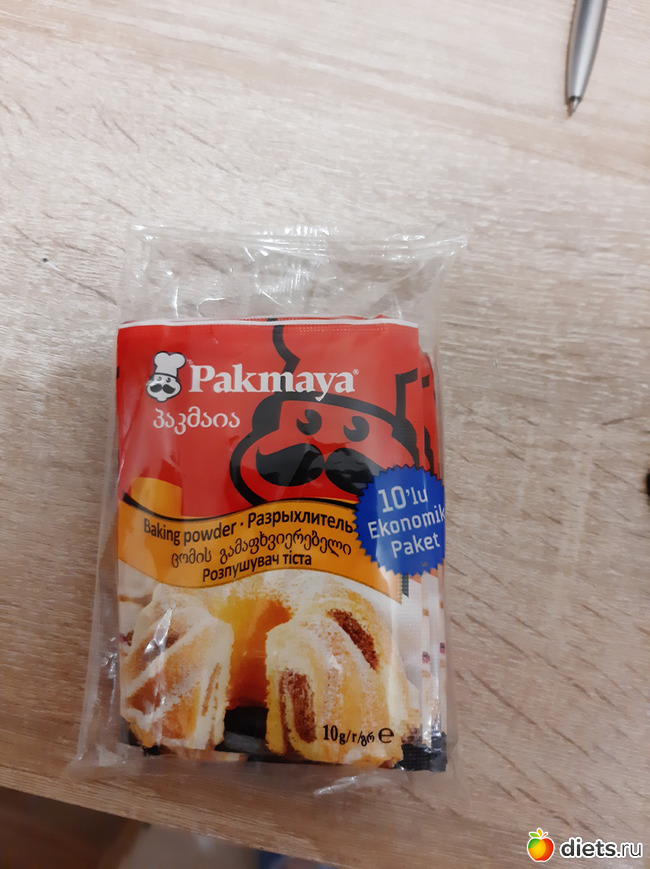 Pakmaya®
პაკმაია
10'lu
Ekonomik
Paket
Baking powder · Разрыхлитель
ცომის გამაფხვიერებელი
Розпушувач тіста
10g/г/გრ ℮
diets.ru